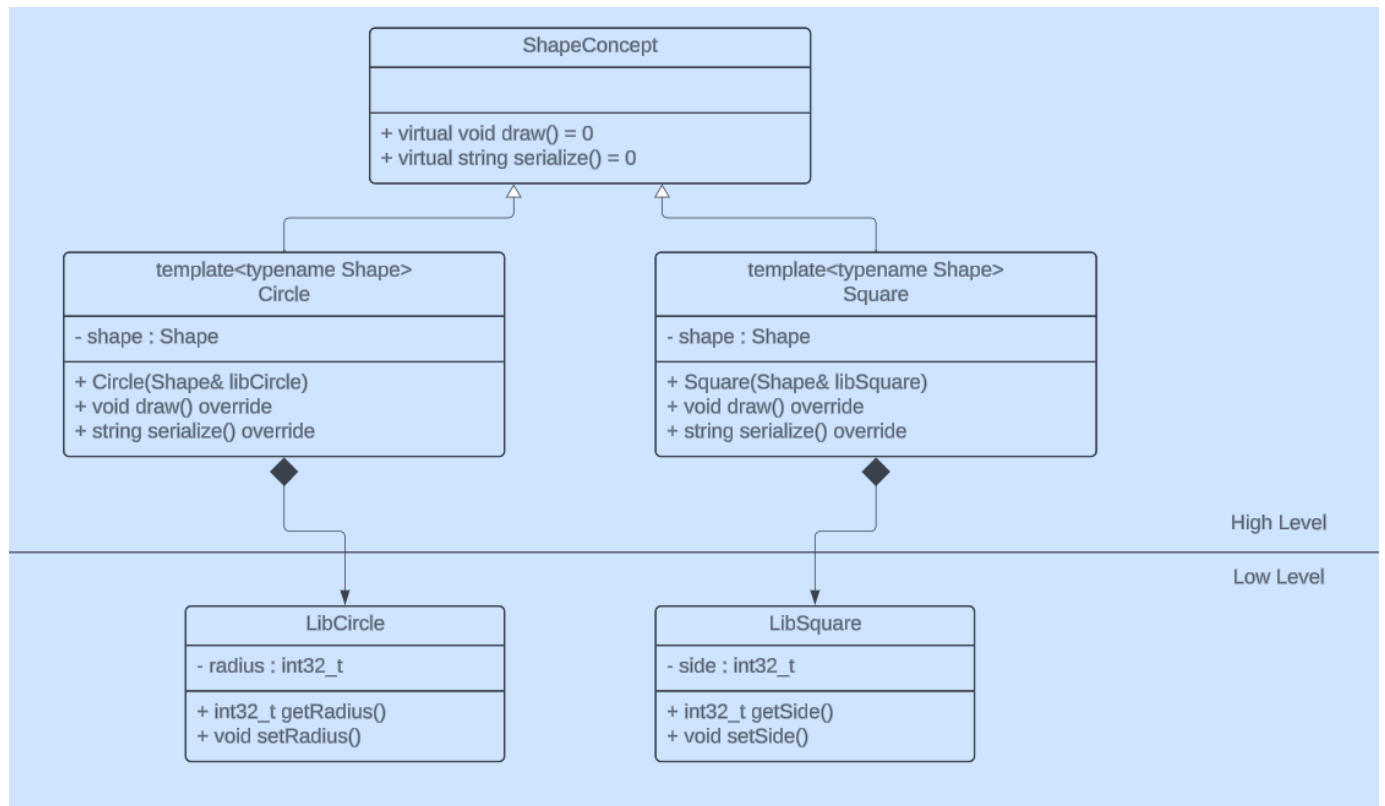 ShapeConcept
+ virtual void draw() = 0
+ virtual string serialize() = 0
template<typename Shape>
Circle
- shape : Shape
+ Circle(Shape& libCircle)
+ void draw() override
+ string serialize() override
template<typename Shape>
Square
- shape : Shape
+ Square(Shape& libSquare)
+ void draw() override
+ string serialize() override
High Level
Low Level
LibCircle
- radius : int32_t
+ int32_t getRadius()
+ void setRadius()
LibSquare
- side : int32_t
+ int32_t getSide()
+ void setSide()